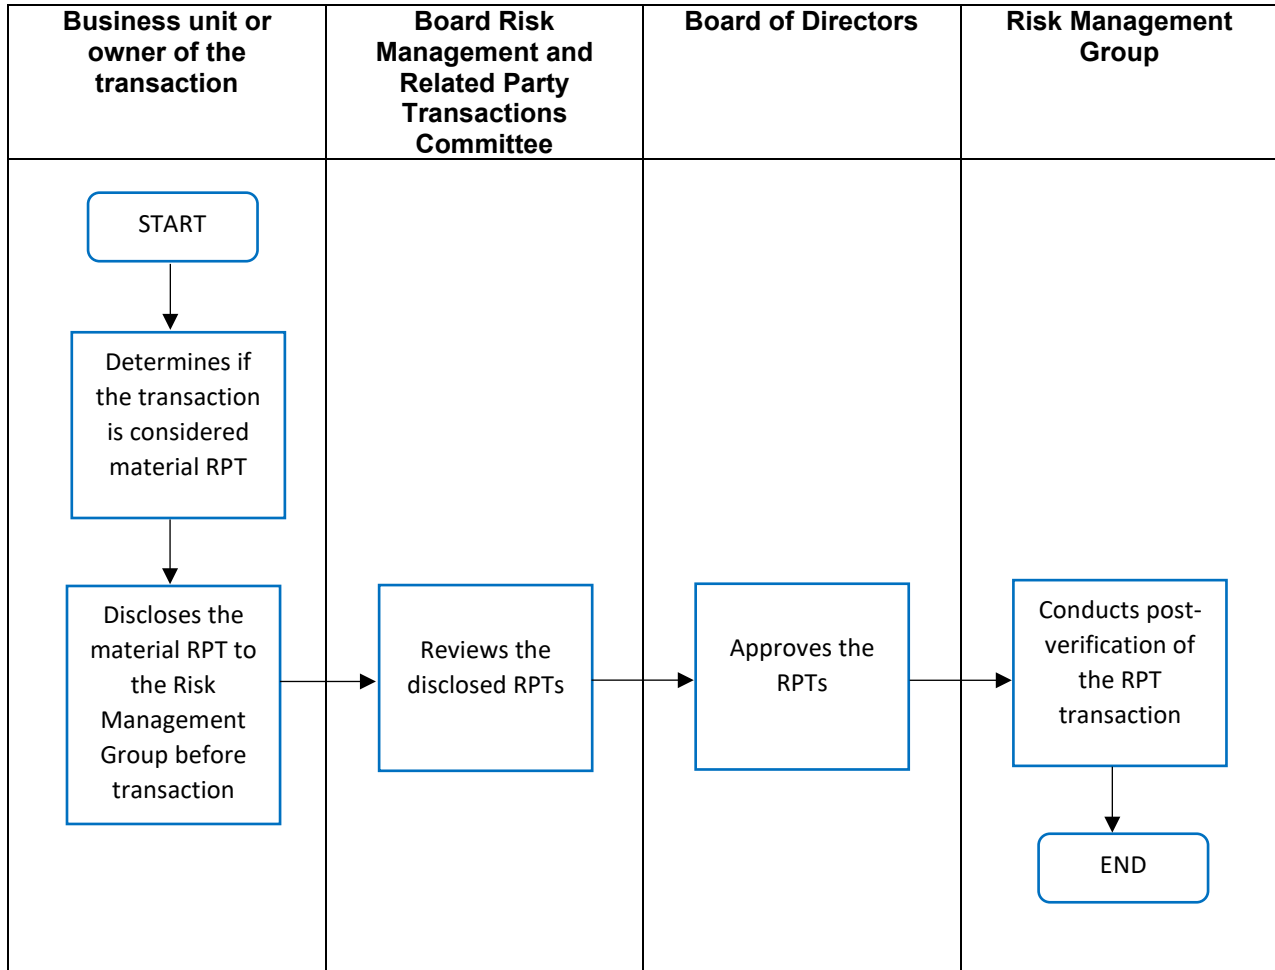 Business unit or
owner of the
transaction
Board Risk
Management and
Related Party
Transactions
Committee
Board of Directors
Risk Management
Group
START
Determines if
the transaction
is considered
material RPT
Discloses the
material RPT to
the Risk
Management
Group before
transaction
Reviews the
disclosed RPTs
Approves the
RPTs
Conducts post-
verification of
the RPT
transaction
END